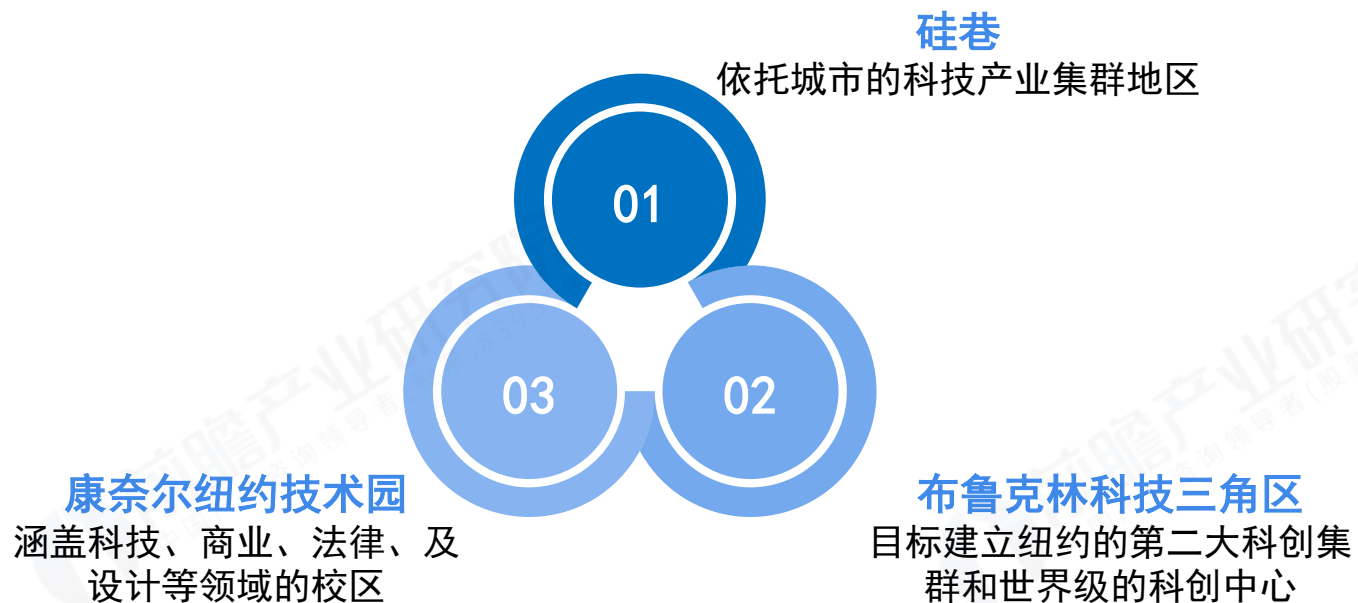 硅巷
依托城市的科技产业集群地区
01
03
02
康奈尔纽约技术园
涵盖科技、商业、法律、及
设计等领域的校区
布鲁克林科技三角区
目标建立纽约的第二大科创集
群和世界级的科创中心